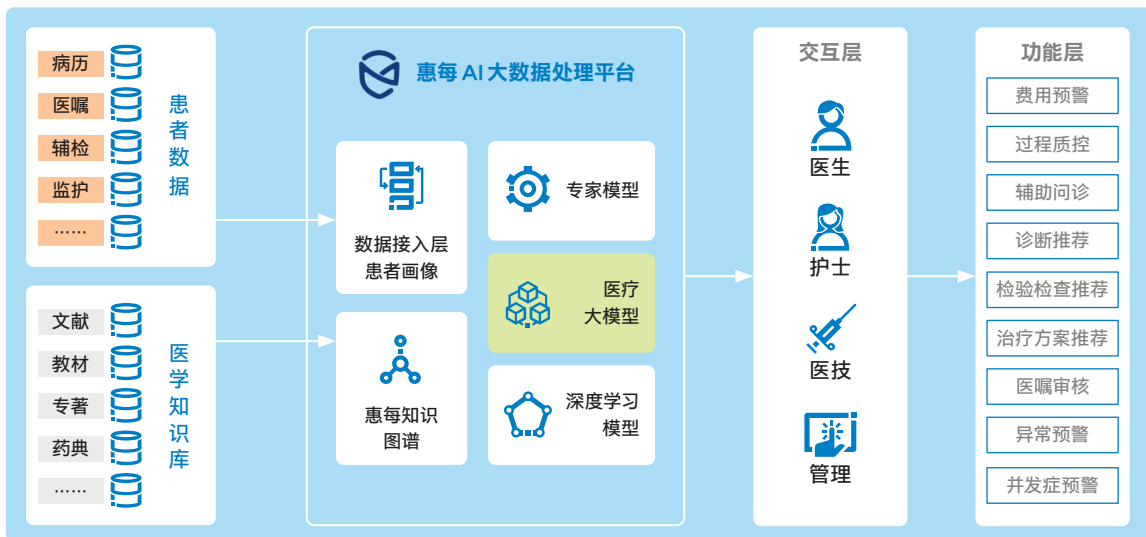 病历
医嘱
辅检
监护
……
患者数据
文献
教材
专著
药典
……
医学知识库
惠每 AI 大数据处理平台
数据接入层
患者画像
惠每知识
图谱
专家模型
医疗
大模型
深度学习
模型
交互层
医生
护士
医技
管理
功能层
费用预警
过程质控
辅助问诊
诊断推荐
检验检查推荐
治疗方案推荐
医嘱审核
异常预警
并发症预警